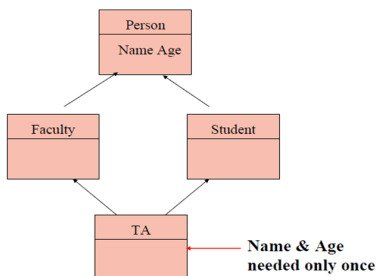 Person
Name Age
Faculty
Student
TA
Name & Age
needed only once